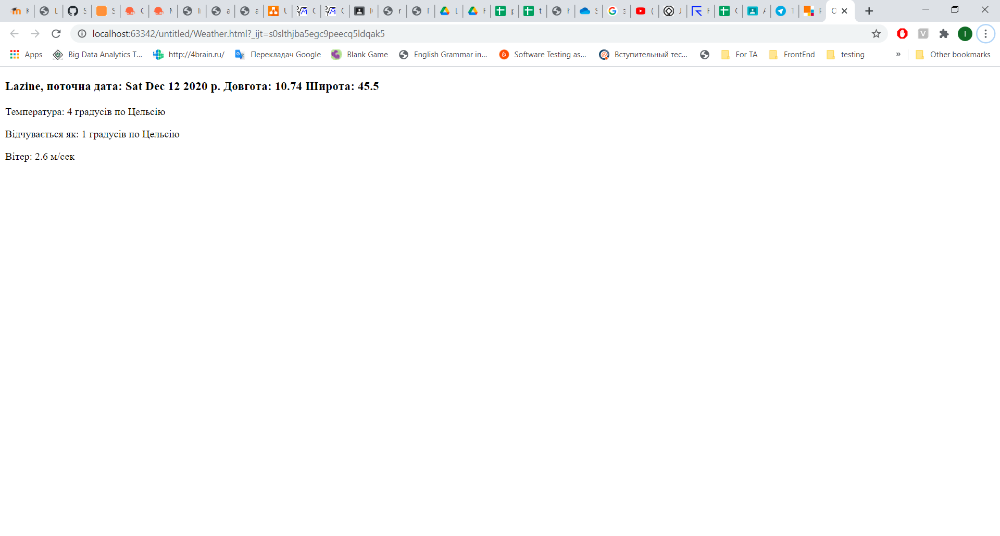 localhost:63342/untitled/Weather.html?_ijt=s0slthjba5egc9peecq5ldqak5
Apps Big Data Analytics T... http://4brain.ru/ Перекладач Google Blank Game English Grammar in... Software Testing as... Вступительный тес... For TA FrontEnd testing » Other bookmarks
Lazine, поточна дата: Sat Dec 12 2020 р. Довгота: 10.74 Широта: 45.5
Температура: 4 градусів по Цельсію
Відчувається як: 1 градусів по Цельсію
Вітер: 2.6 м/сек